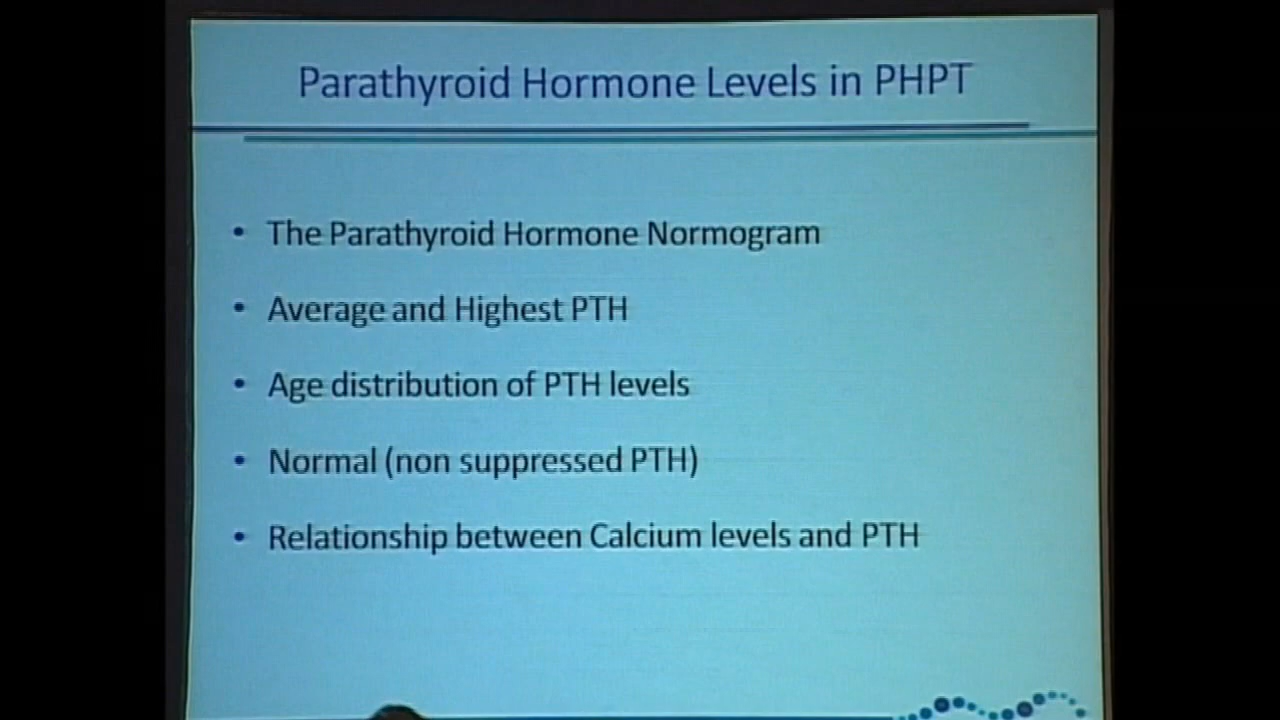 Parathyroid Hormone Levels in PHPT
• The Parathyroid Hormone Normogram
• Average and Highest PTH
• Age distribution of PTH levels
• Normal (non suppressed PTH)
• Relationship between Calcium levels and PTH